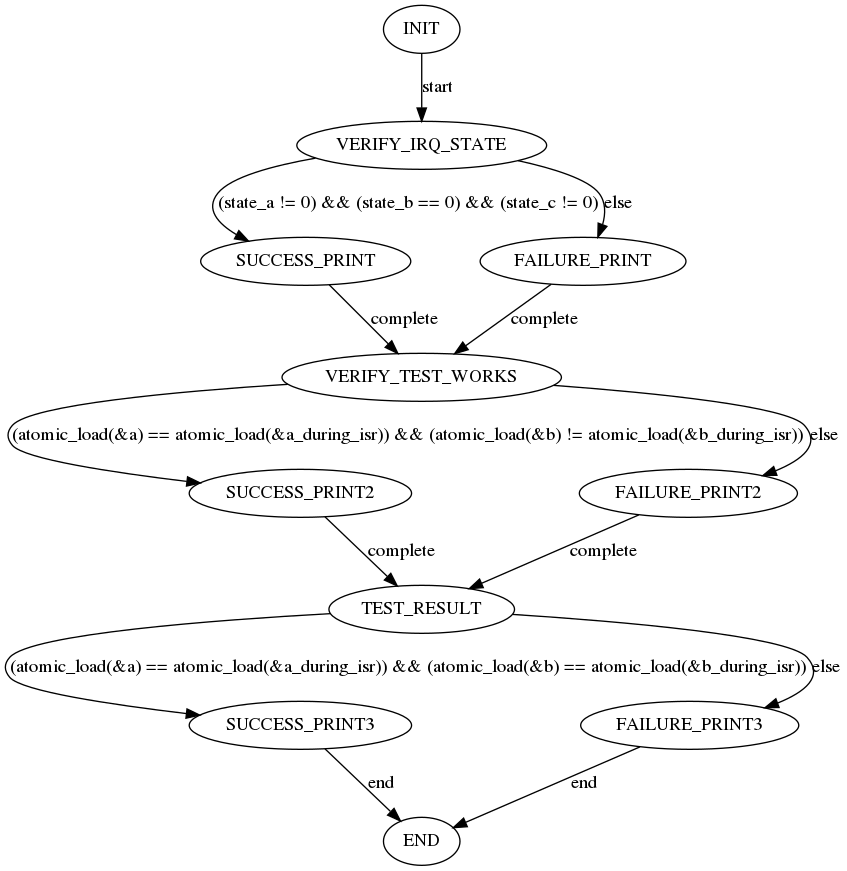 INIT
start
VERIFY_IRQ_STATE
(state_a != 0) && (state_b == 0) && (state_c != 0)
else
SUCCESS_PRINT
FAILURE_PRINT
complete
complete
VERIFY_TEST_WORKS
(atomic_load(&a) == atomic_load(&a_during_isr)) && (atomic_load(&b) != atomic_load(&b_during_isr))
else
SUCCESS_PRINT2
FAILURE_PRINT2
complete
complete
TEST_RESULT
(atomic_load(&a) == atomic_load(&a_during_isr)) && (atomic_load(&b) == atomic_load(&b_during_isr))
else
SUCCESS_PRINT3
FAILURE_PRINT3
end
end
END